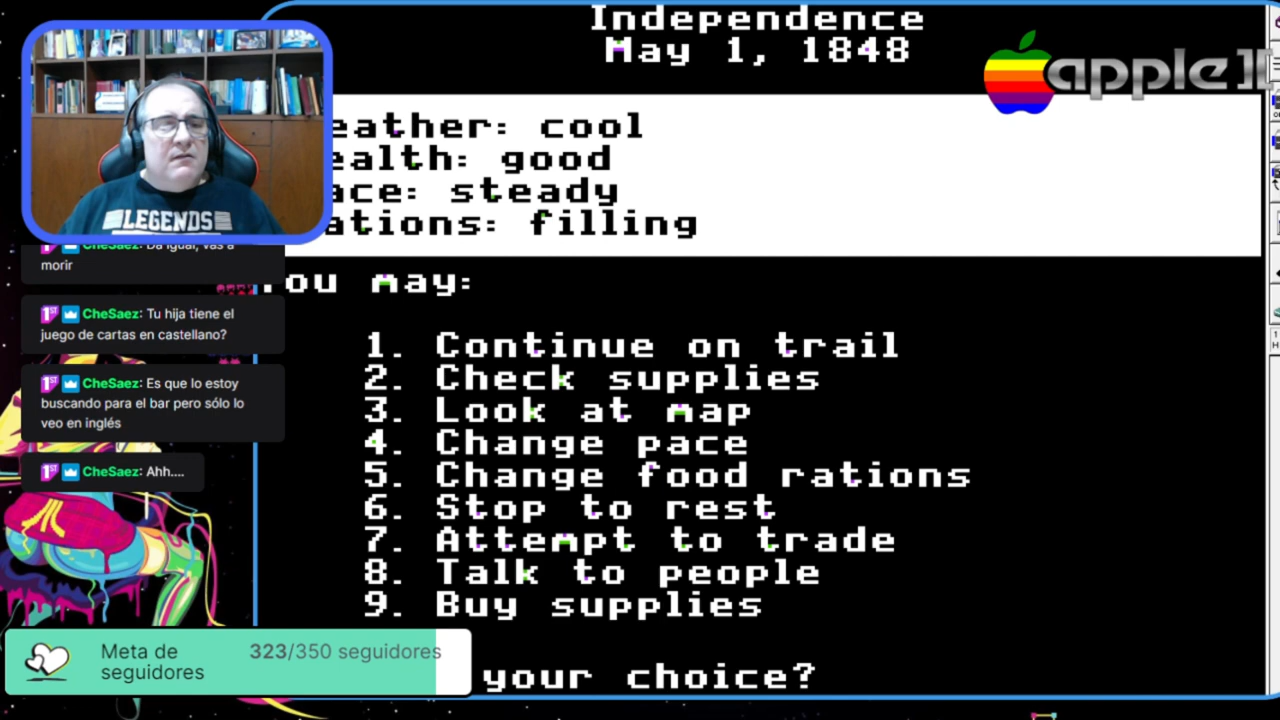 Independence
May 1, 1848
apple
eather: cool
ealth: good
ace: steady
ations: filling
You may:
1. Continue on trail
2. Check supplies
3. Look at map
4. Change pace
5. Change food rations
6. Stop to rest
7. Attempt to trade
8. Talk to people
9. Buy supplies
your choice?
LEGENDS
CheSaez: Da igual, vas a
morir
1ST CheSaez: Tu hija tiene el
juego de cartas en castellano?
1ST CheSaez: Es que lo estoy
buscando para el bar pero sólo lo
veo en inglés
1ST CheSaez: Ahh....
Meta de
seguidores
323/350 seguidores